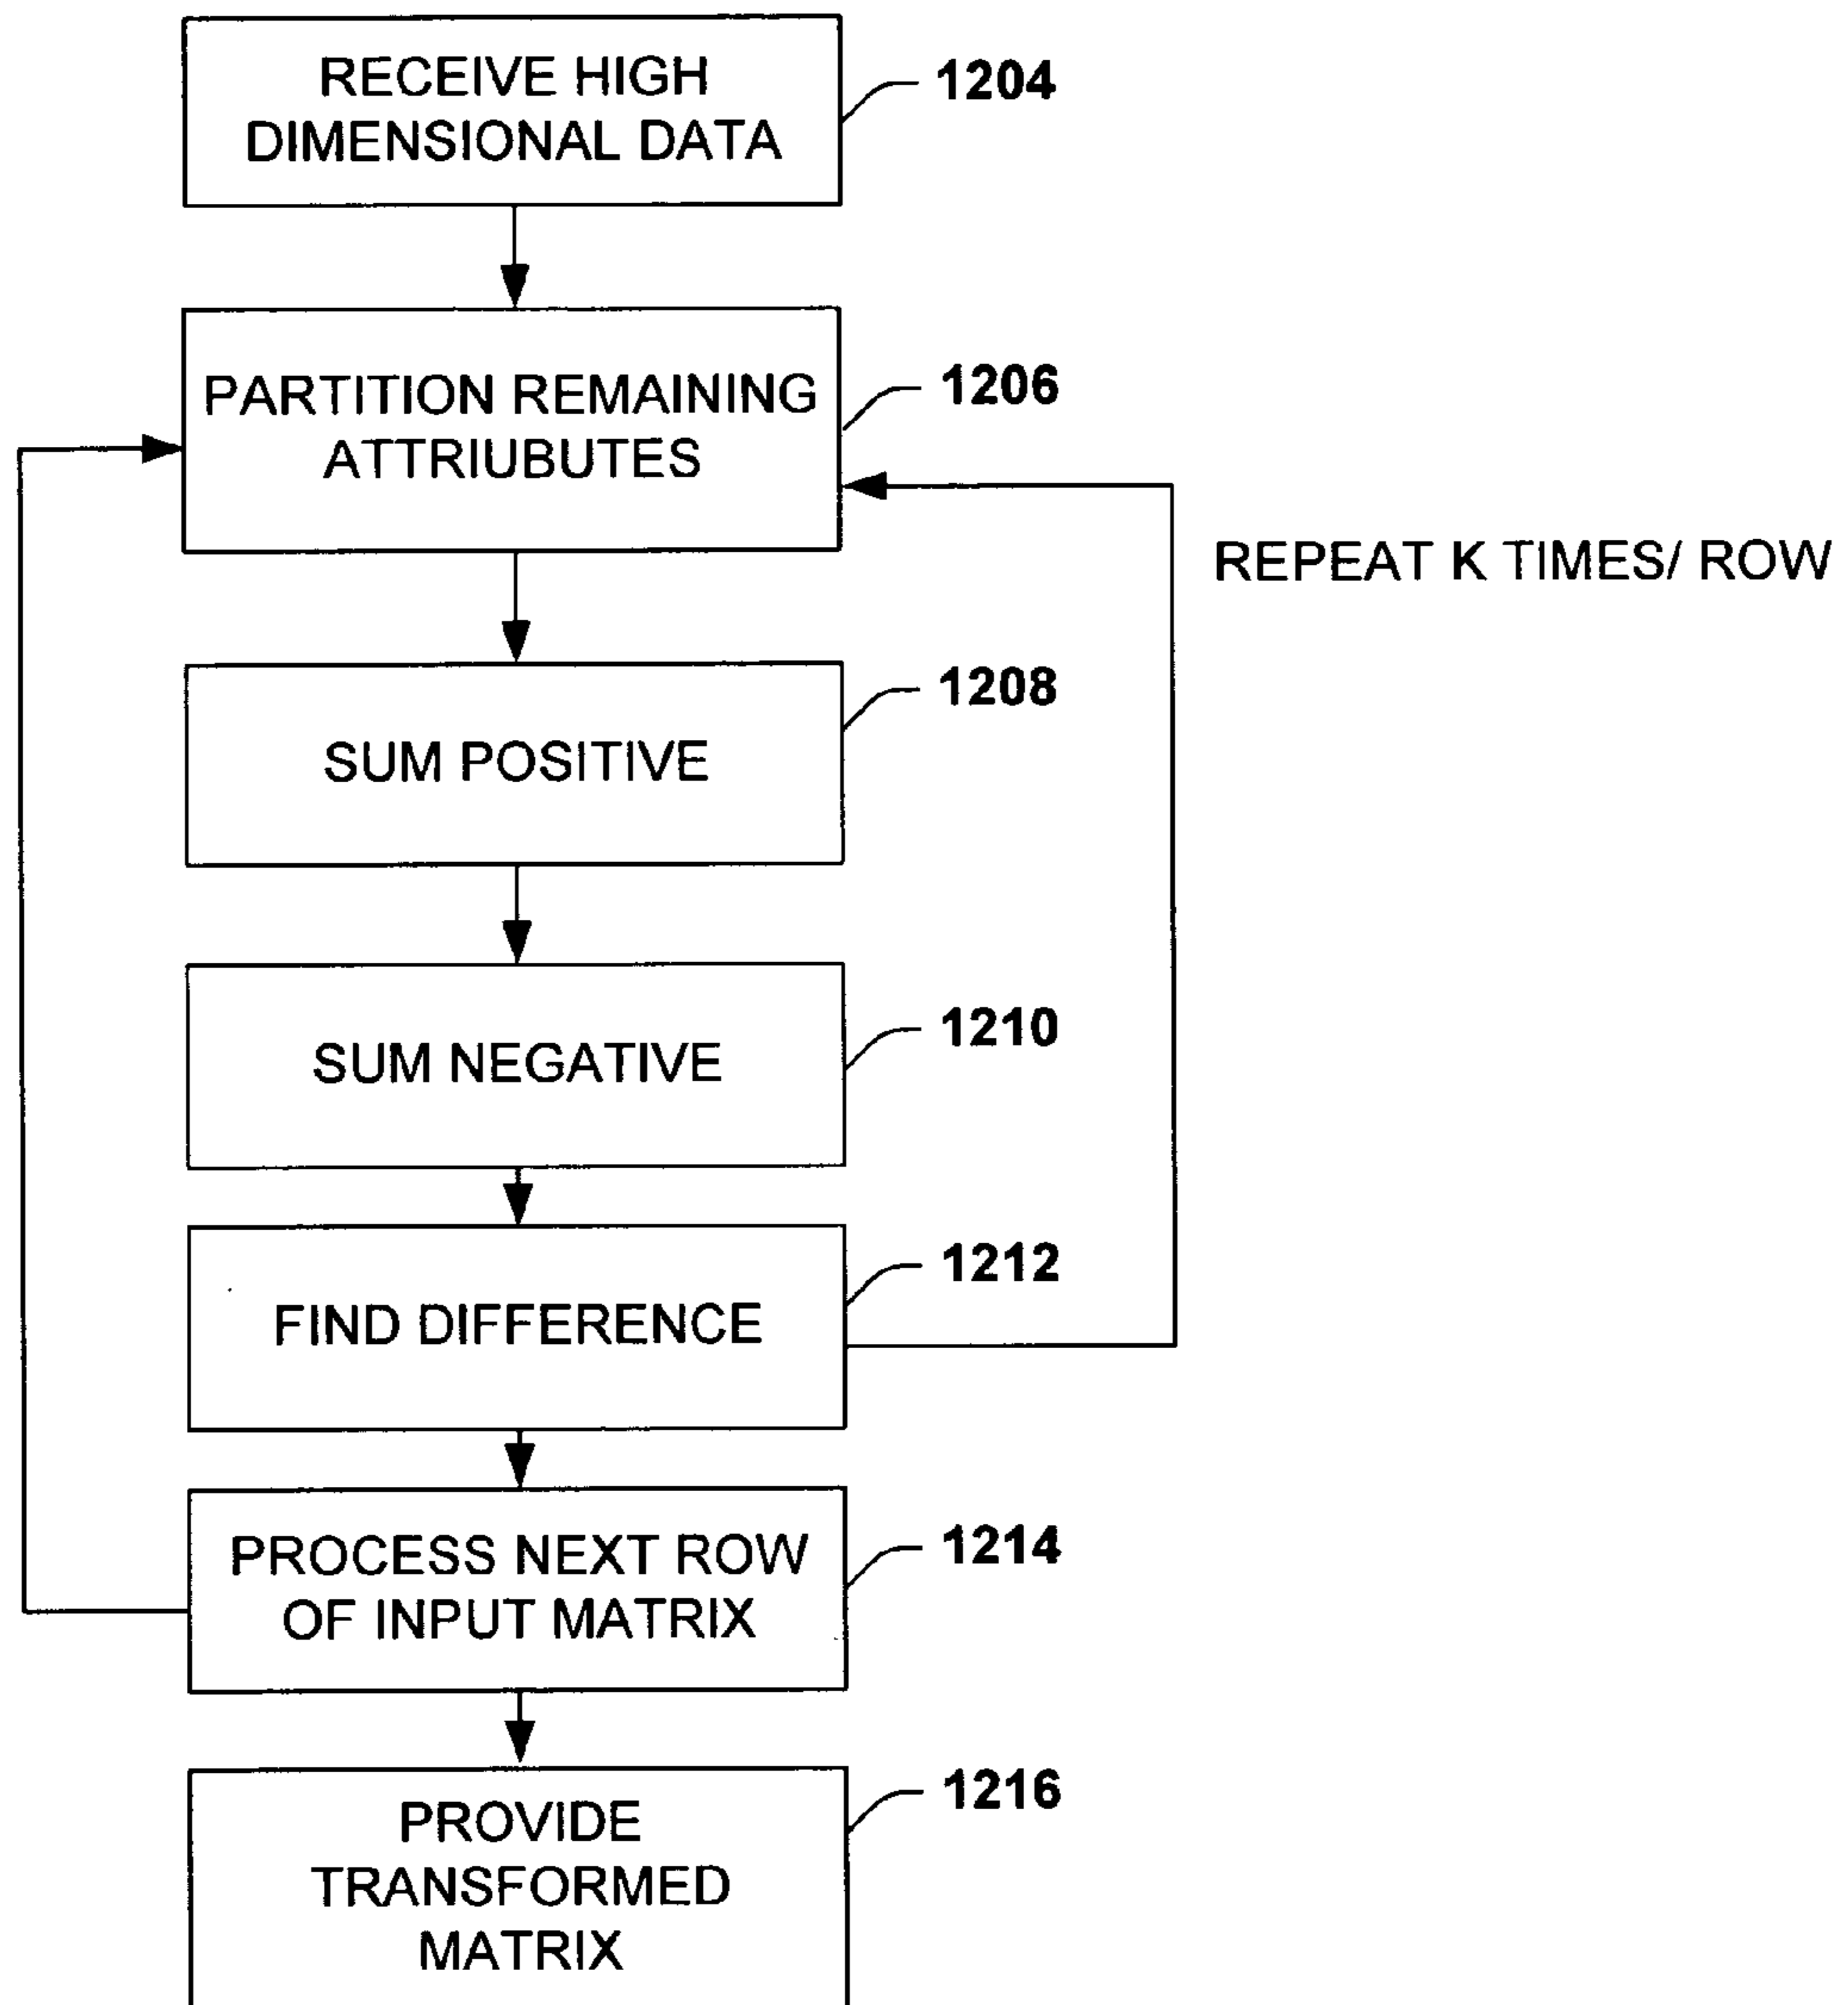 RECEIVE HIGH
DIMENSIONAL DATA
1204
PARTITION REMAINING
ATTRIUBUTES
1206
REPEAT K TIMES/ ROW
SUM POSITIVE
1208
SUM NEGATIVE
1210
FIND DIFFERENCE
1212
PROCESS NEXT ROW
OF INPUT MATRIX
1214
PROVIDE
TRANSFORMED
MATRIX
1216